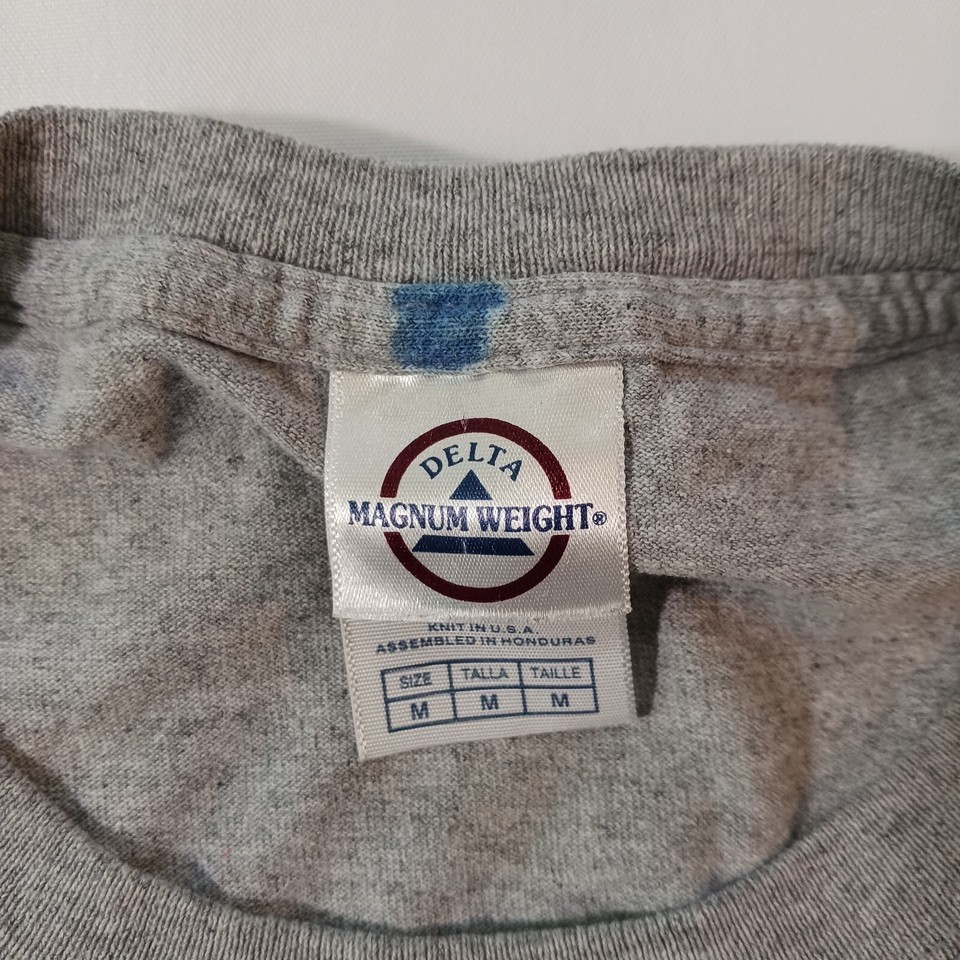 DELTA
MAGNUM WEIGHT®
KNIT IN U.S.A.
ASSEMBLED IN HONDURAS
SIZE TALLA TAILLE
M M M